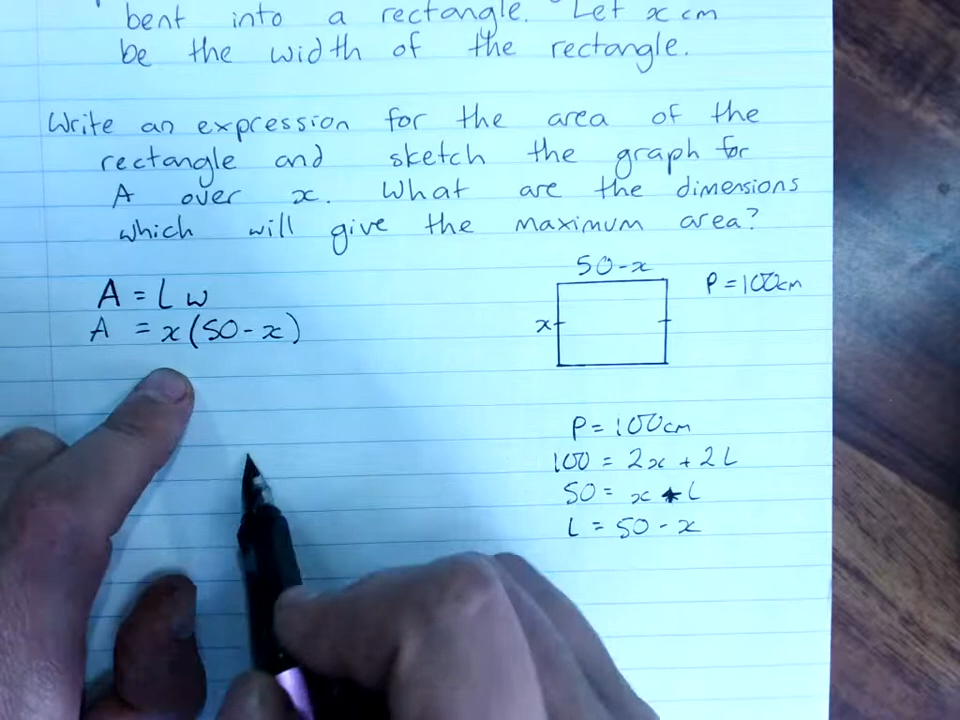 bent into a rectangle. Let x cm
be the width of the rectangle.
Write an expression for the area of the
rectangle and sketch the graph for
A over x. What are the dimensions
which will give the maximum area?
A = L w
A = x(50 - x)
50 - x
P = 100cm
x
P = 100cm
100 = 2x + 2L
50 = x + L
L = 50 - x